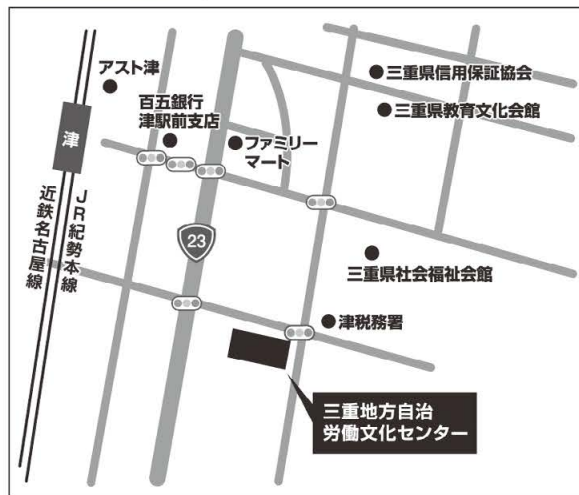 アスト津
三重県信用保証協会
百五銀行
津駅前支店
三重県教育文化会館
津
ファミリー
マート
近鉄名古屋線
JR紀勢本線
23
三重県社会福祉会館
津税務署
三重地方自治
労働文化センター